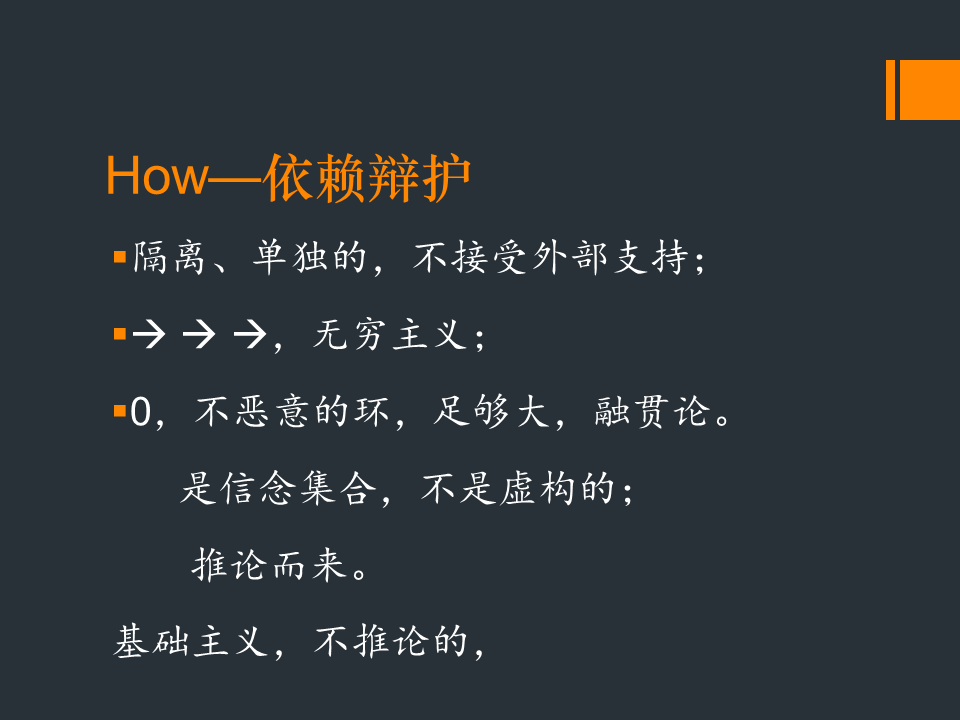 How—依赖辩护
▪隔离、单独的，不接受外部支持；
▪→ → →，无穷主义；
▪0，不恶意的环，足够大，融贯论。
是信念集合，不是虚构的；
推论而来。
基础主义，不推论的，